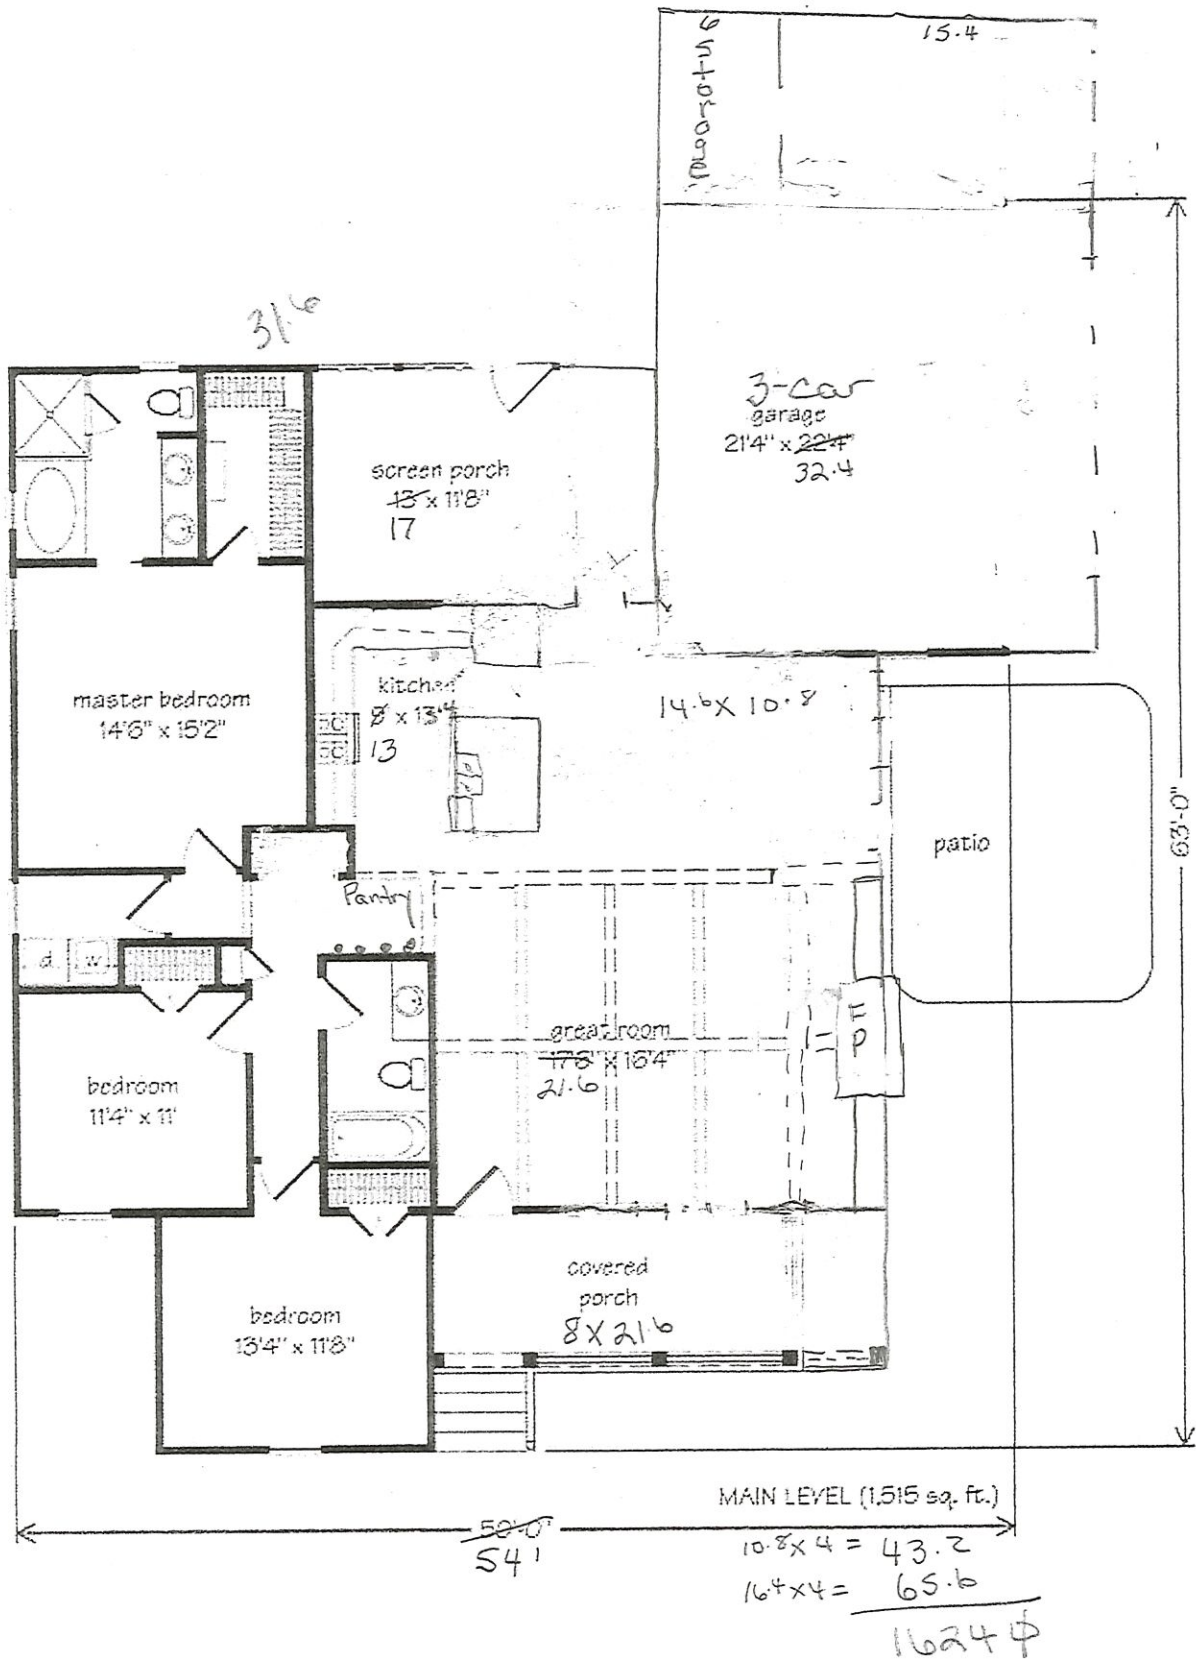 15.4
storage
31.6
3-car
garage
21'4" x 22'4"
32.4
screen porch
13 x 11'8"
17
master bedroom
14'6" x 15'2"
kitchen
8 x 13'4
13
14.6 X 10.8
patio
63'-0"
Pantry
d w
great room
17'6" x 16'4"
21.6
FP
bedroom
11'4" x 11'
covered
porch
8 X 21.6
bedroom
13'4" x 11'8"
MAIN LEVEL (1,515 sq. ft.)
50'-0"
54'
10.8 x 4 = 43.2
16.4 x 4 = 65.6
1624